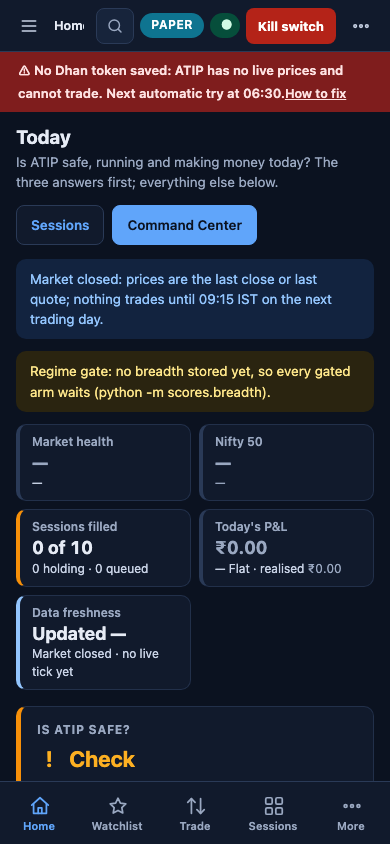 Home
PAPER
Kill switch
⚠ No Dhan token saved: ATIP has no live prices and
cannot trade. Next automatic try at 06:30.How to fix
Today
Is ATIP safe, running and making money today? The
three answers first; everything else below.
Sessions
Command Center
Market closed: prices are the last close or last
quote; nothing trades until 09:15 IST on the next
trading day.
Regime gate: no breadth stored yet, so every gated
arm waits (python -m scores.breadth).
Market health
—
—
Nifty 50
—
—
Sessions filled
0 of 10
0 holding · 0 queued
Today's P&L
₹0.00
— Flat · realised ₹0.00
Data freshness
Updated —
Market closed · no live
tick yet
IS ATIP SAFE?
! Check
Home
Watchlist
Trade
Sessions
More